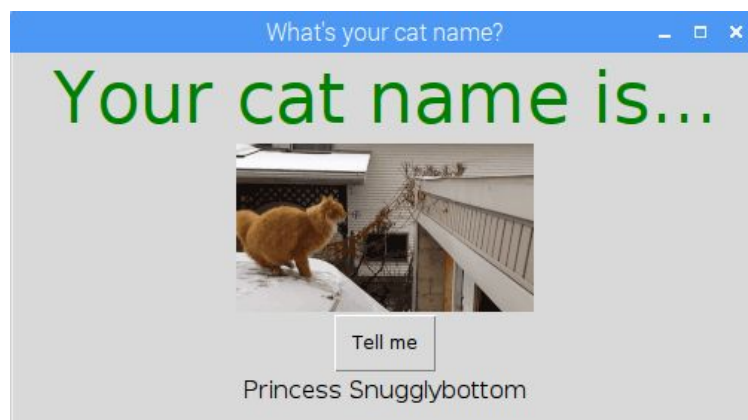 What's your cat name?
Your cat name is...
Tell me
Princess Snugglybottom